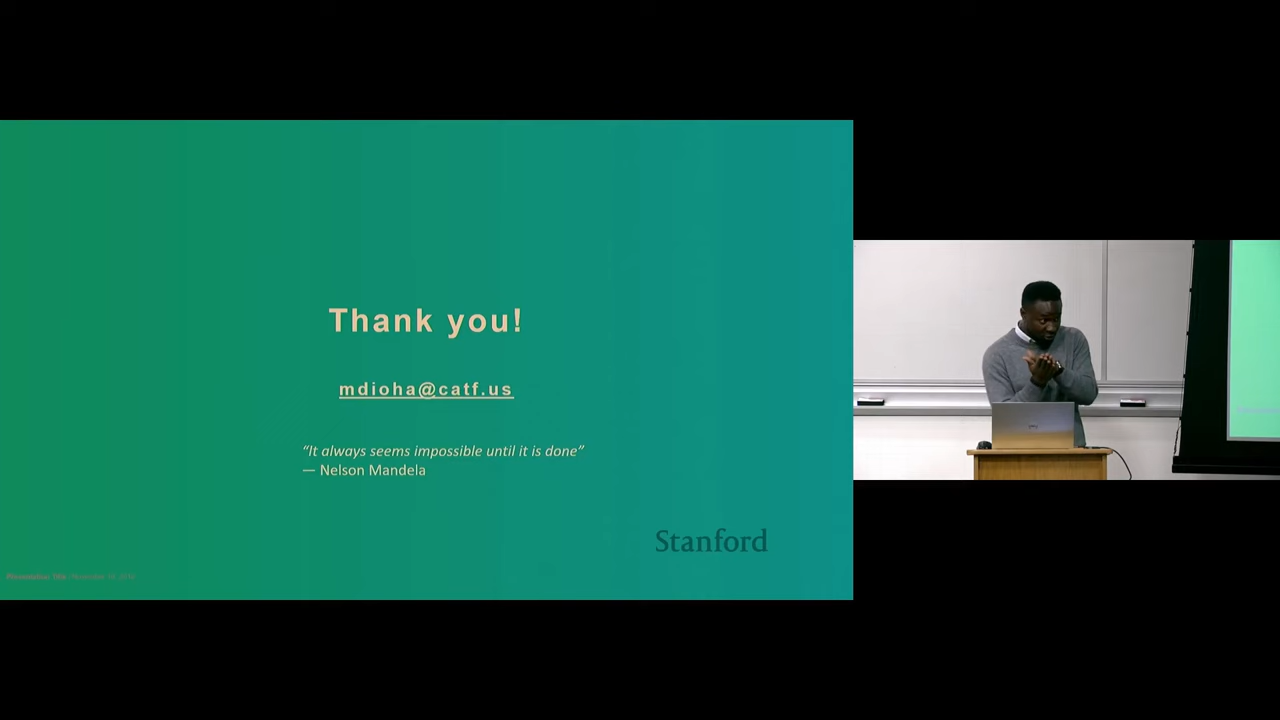 Thank you!
mdioha@catf.us
“It always seems impossible until it is done”
— Nelson Mandela
Stanford